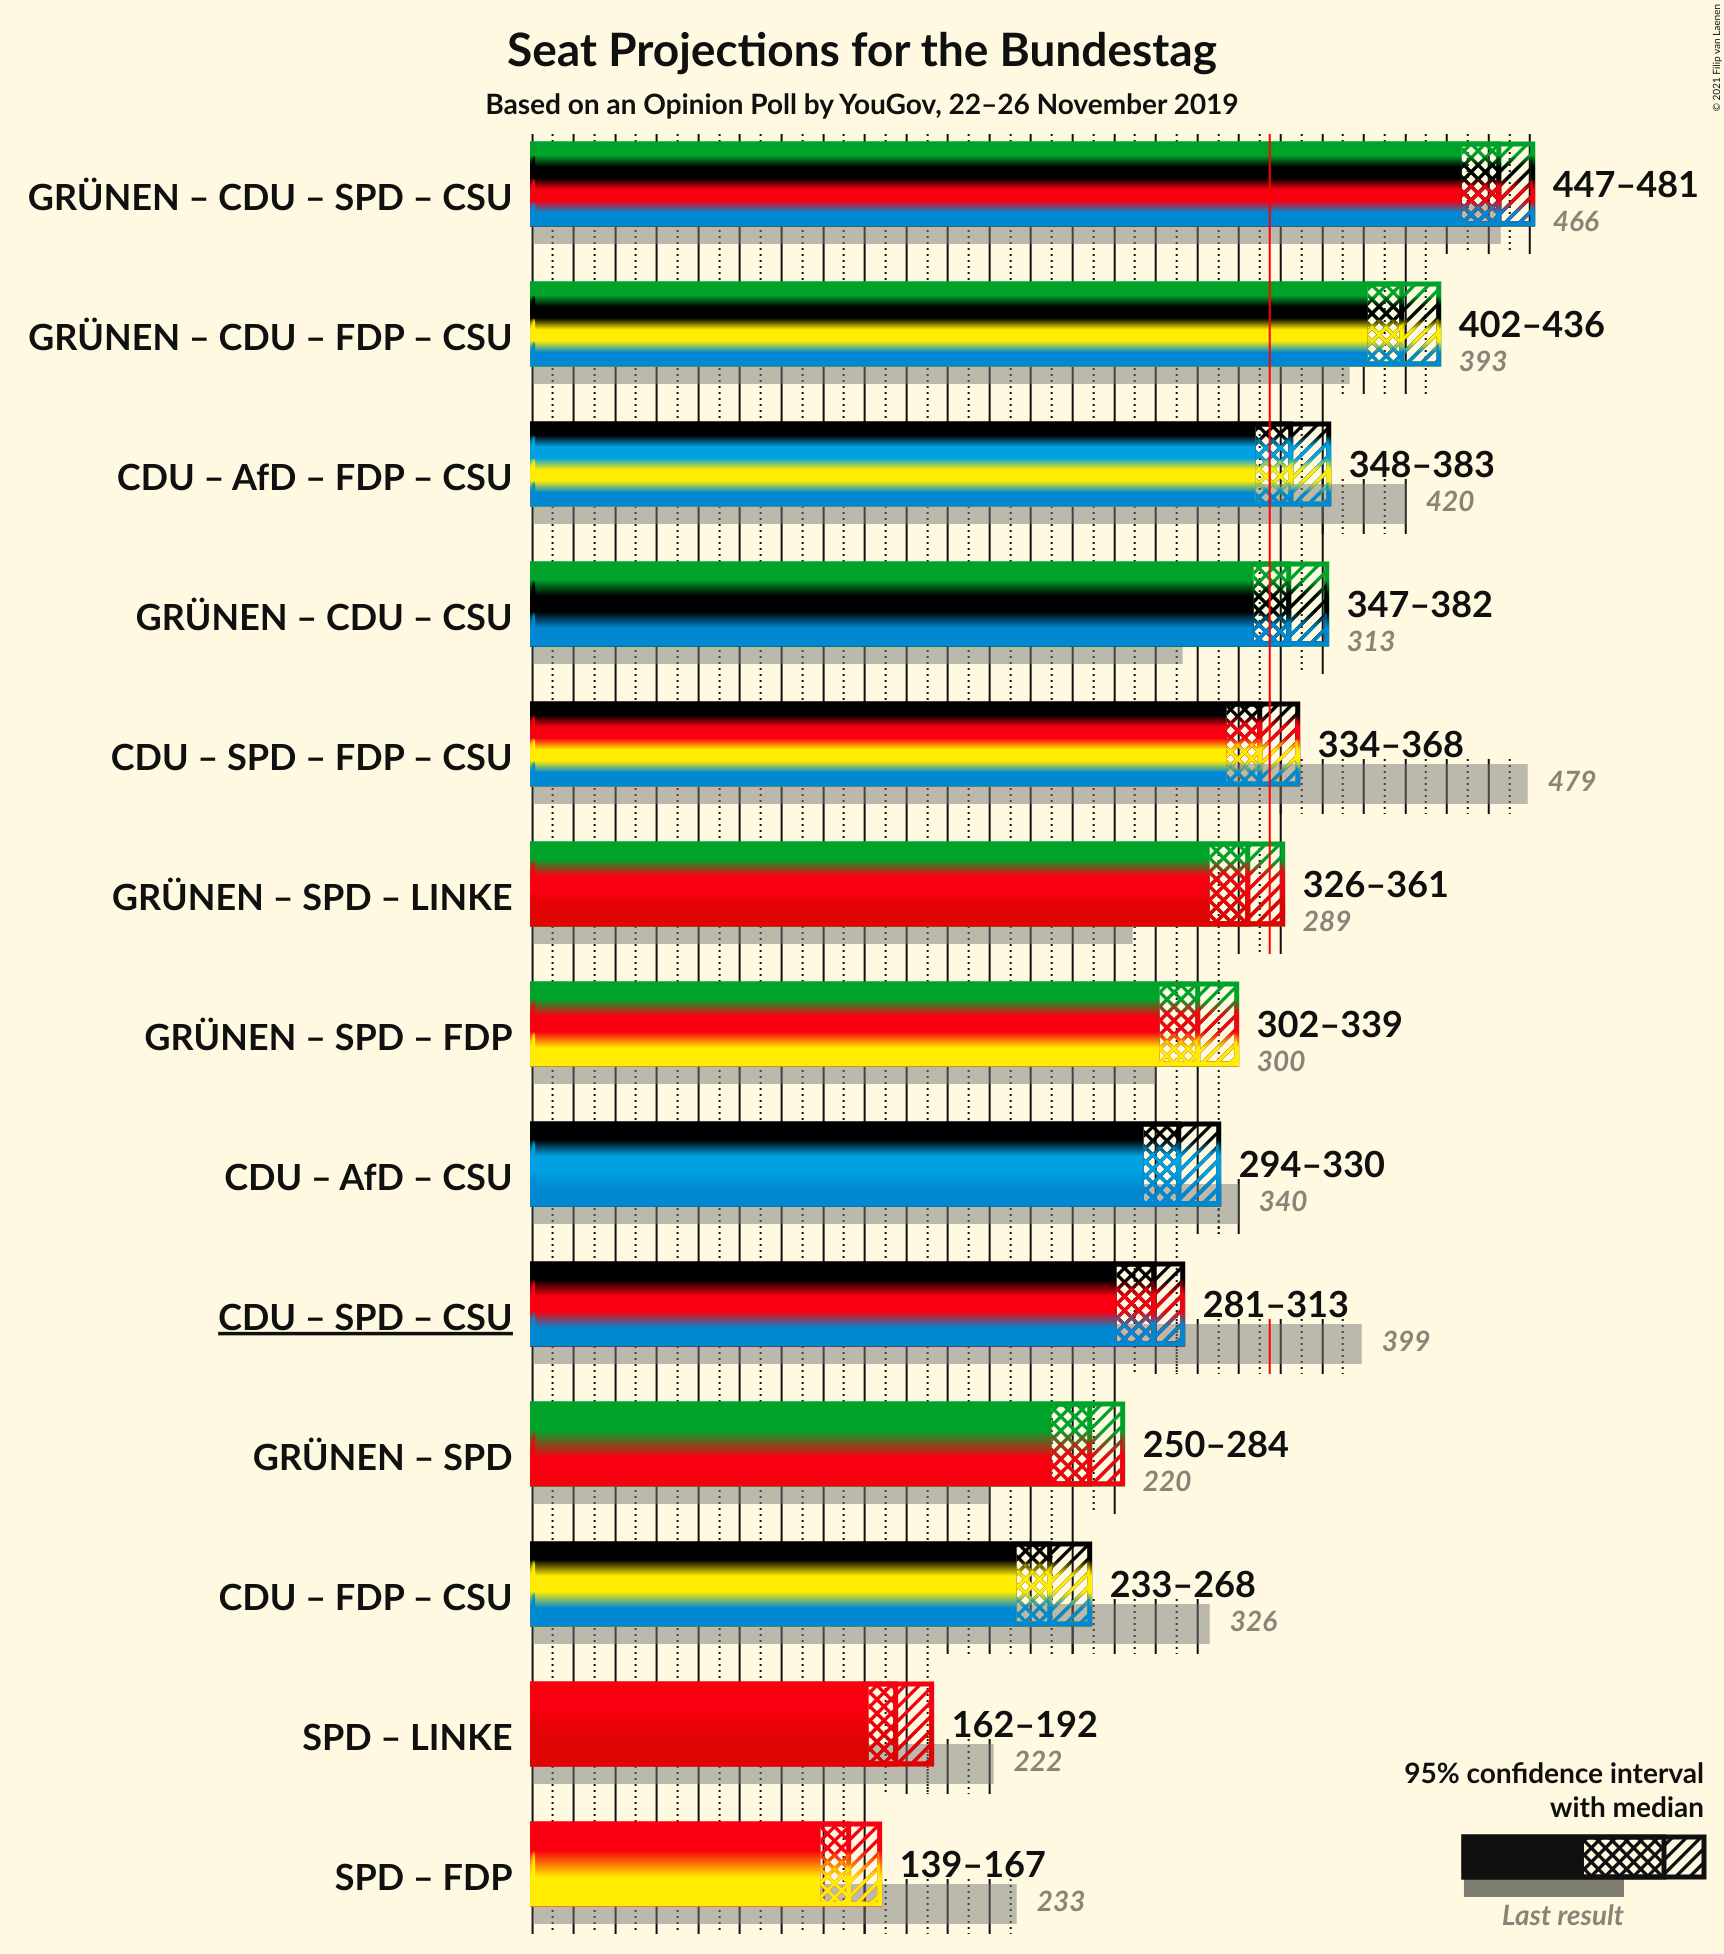 Seat Projections for the Bundestag
Based on an Opinion Poll by YouGov, 22–26 November 2019
© 2021 Filip van Laenen
GRÜNEN – CDU – SPD – CSU
447–481
466
GRÜNEN – CDU – FDP – CSU
402–436
393
CDU – AfD – FDP – CSU
348–383
420
GRÜNEN – CDU – CSU
347–382
313
CDU – SPD – FDP – CSU
334–368
479
GRÜNEN – SPD – LINKE
326–361
289
GRÜNEN – SPD – FDP
302–339
300
CDU – AfD – CSU
294–330
340
CDU – SPD – CSU
281–313
399
GRÜNEN – SPD
250–284
220
CDU – FDP – CSU
233–268
326
SPD – LINKE
162–192
222
SPD – FDP
139–167
233
95% confidence interval
with median
Last result